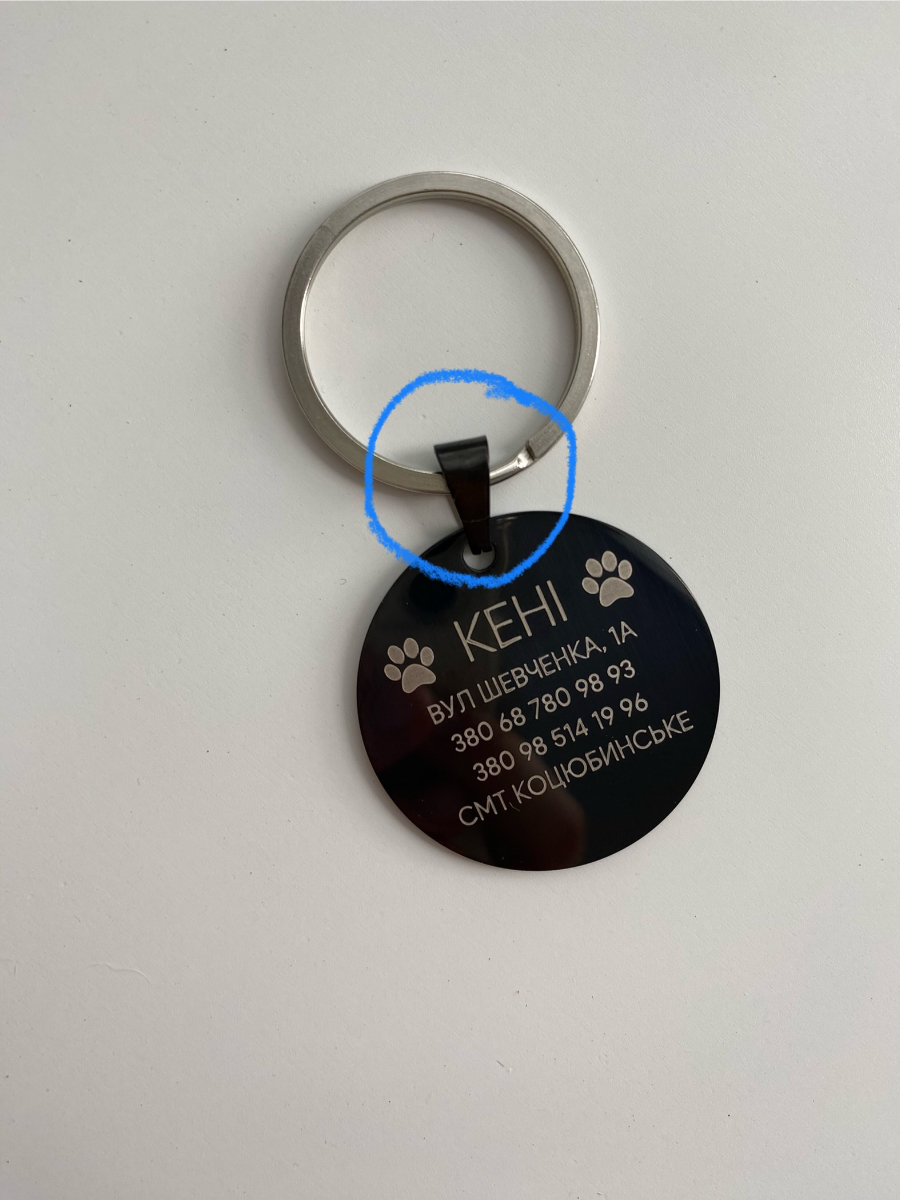 КЕНІ
ВУЛ ШЕВЧЕНКА, 1А
380 68 780 98 93
380 98 514 19 96
СМТ КОЦЮБИНСЬКЕ